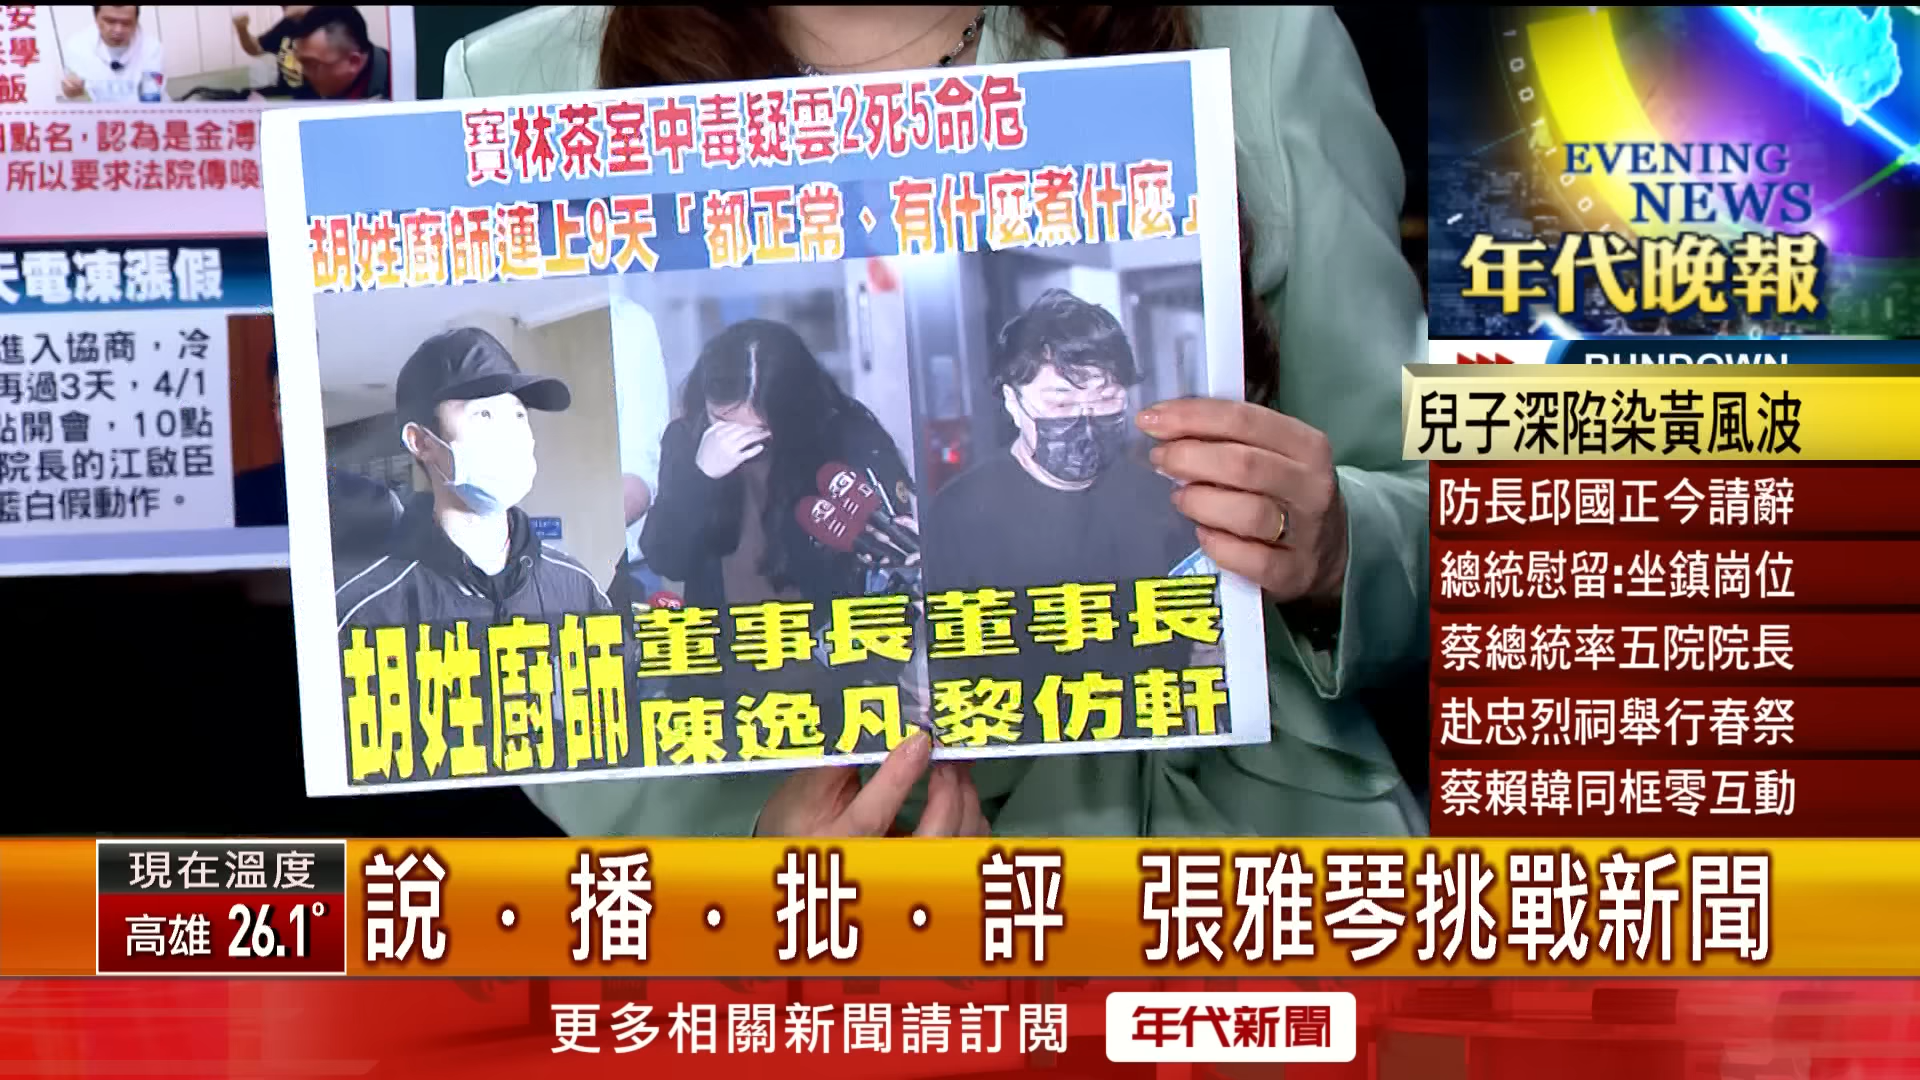 安
學
飯
點名,認為是金溥
所以要求法院傳喚
天電凍漲假
進入協商,冷
再過3天,4/1
點開會,10點
院長的江啟臣
藍白假動作。
寶林茶室中毒疑雲2死5命危
胡姓廚師連上9天「都正常、有什麼煮什麼」
胡姓廚師
董事長
陳逸凡
董事長
黎仿軒
EVENING
NEWS
年代晚報
RUNDOWN
兒子深陷染黃風波
防長邱國正今請辭
總統慰留:坐鎮崗位
蔡總統率五院院長
赴忠烈祠舉行春祭
蔡賴韓同框零互動
現在溫度
高雄 26.1°
說・播・批・評 張雅琴挑戰新聞
更多相關新聞請訂閱 年代新聞